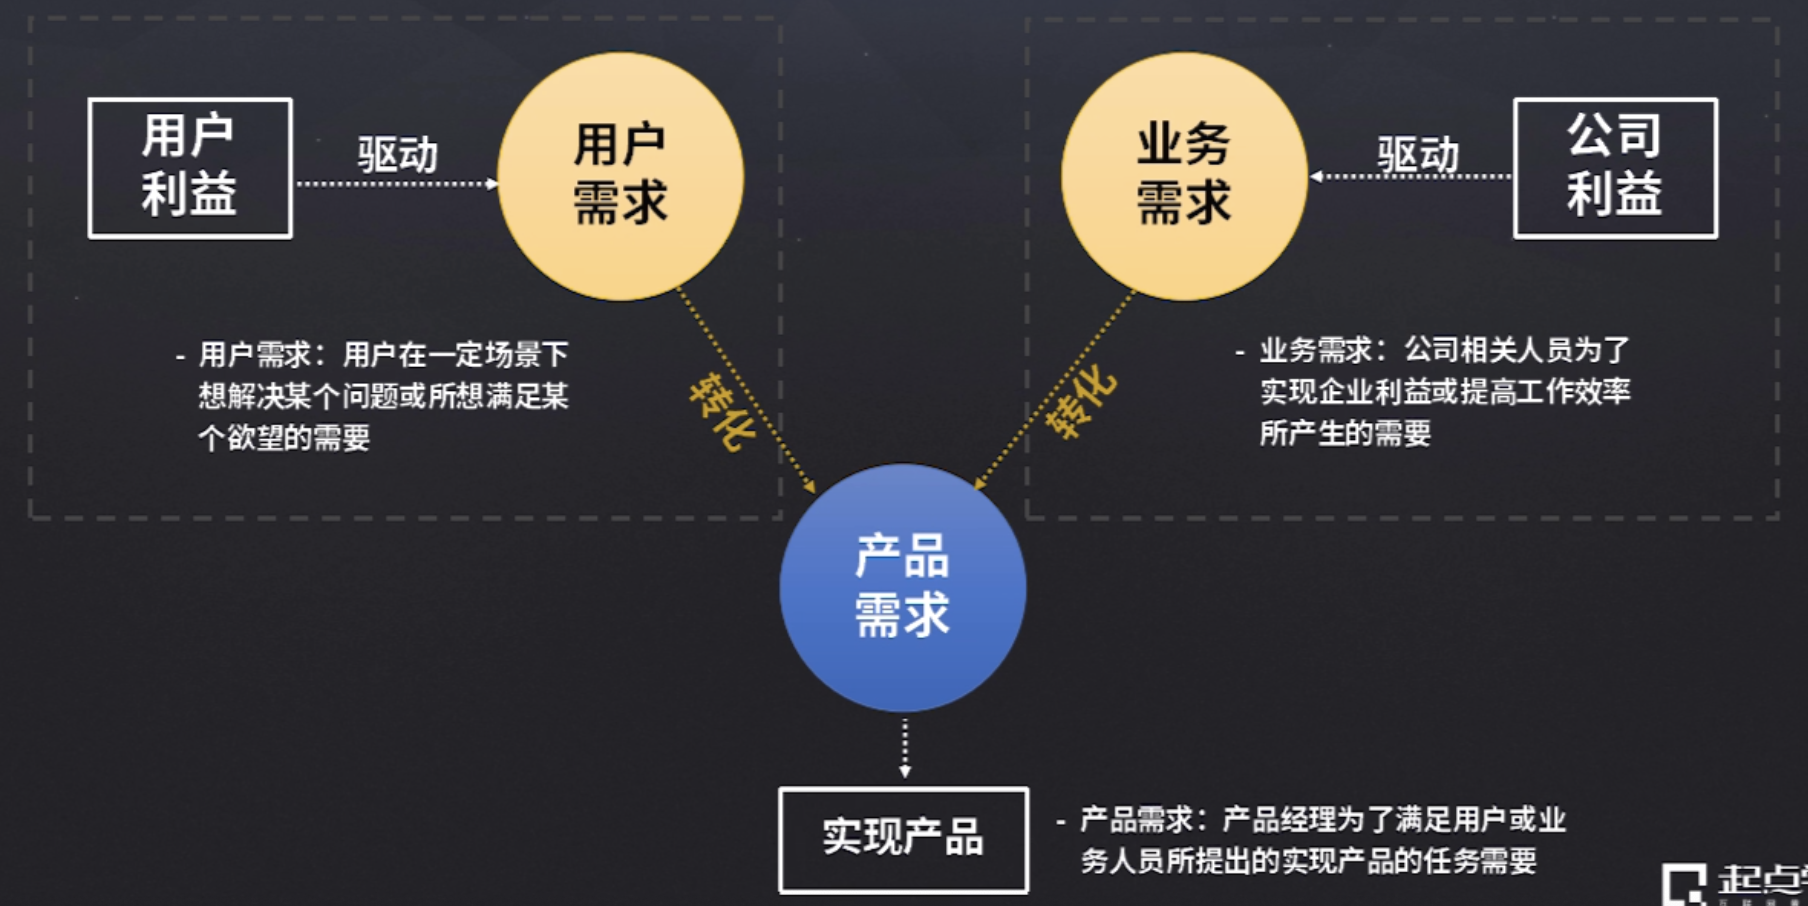 用户
利益
驱动
用户
需求
业务
需求
驱动
公司
利益
- 用户需求：用户在一定场景下
想解决某个问题或所想满足某
个欲望的需要
- 业务需求：公司相关人员为了
实现企业利益或提高工作效率
所产生的需要
转化
转化
产品
需求
实现产品
- 产品需求：产品经理为了满足用户或业
务人员所提出的实现产品的任务需要
起点